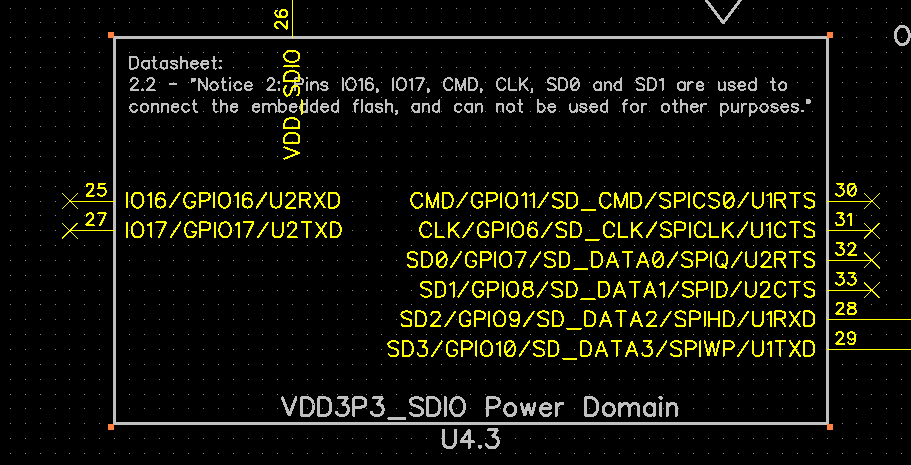 26
VDD_SDIO
Datasheet:
2.2 - "Notice 2: Pins IO16, IO17, CMD, CLK, SD0 and SD1 are used to
connect the embedded flash, and can not be used for other purposes."
25 IO16/GPIO16/U2RXD CMD/GPIO11/SD_CMD/SPICS0/U1RTS 30
27 IO17/GPIO17/U2TXD CLK/GPIO6/SD_CLK/SPICLK/U1CTS 31
SD0/GPIO7/SD_DATA0/SPIQ/U2RTS 32
SD1/GPIO8/SD_DATA1/SPID/U2CTS 33
SD2/GPIO9/SD_DATA2/SPIHD/U1RXD 28
SD3/GPIO10/SD_DATA3/SPIWP/U1TXD 29
VDD3P3_SDIO Power Domain
U4.3